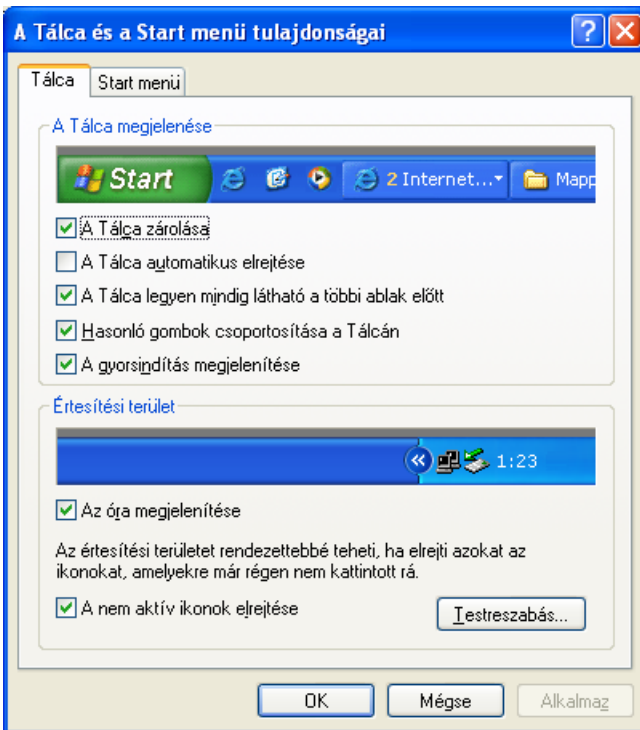 A Tálca és a Start menü tulajdonságai
Tálca
Start menü
A Tálca megjelenése
Start
2 Internet...
Mapp
A Tálca zárolása
A Tálca automatikus elrejtése
A Tálca legyen mindig látható a többi ablak előtt
Hasonló gombok csoportosítása a Tálcán
A gyorsindítás megjelenítése
Értesítési terület
1:23
Az óra megjelenítése
Az értesítési területet rendezettebbé teheti, ha elrejti azokat az
ikonokat, amelyekre már régen nem kattintott rá.
A nem aktív ikonok elrejtése
Testreszabás...
OK
Mégse
Alkalmaz